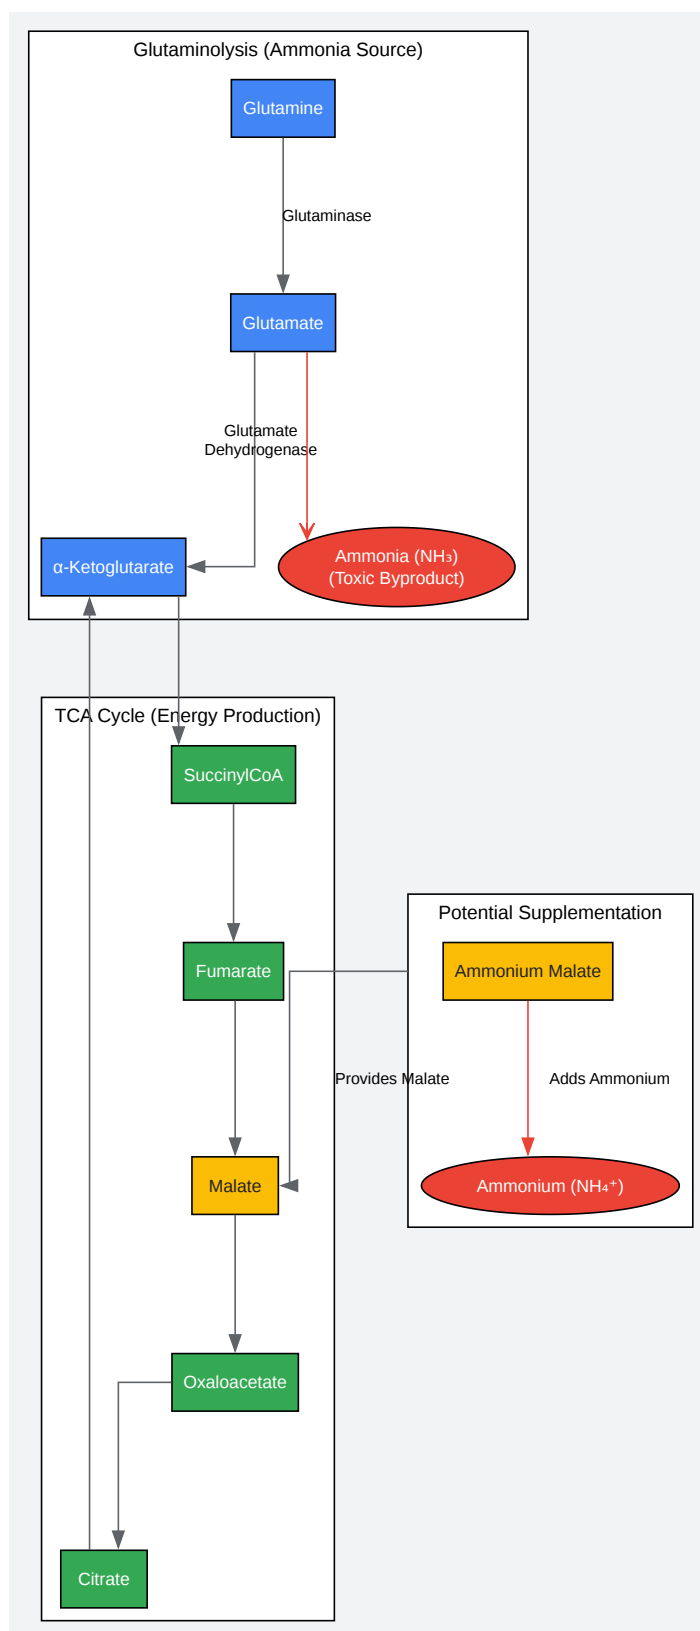 Glutaminolysis (Ammonia Source)
Glutamine
Glutaminase
Glutamate
Glutamate
Dehydrogenase
α-Ketoglutarate
Ammonia (NH₃)
(Toxic Byproduct)
TCA Cycle (Energy Production)
SuccinylCoA
Fumarate
Potential Supplementation
Ammonium Malate
Provides Malate
Adds Ammonium
Malate
Ammonium (NH₄⁺)
Oxaloacetate
Citrate